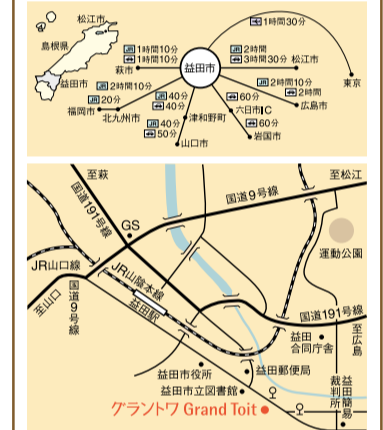 松江市
島根県
益田市
益田市
1時間30分
東京
1時間10分
1時間10分
萩市
2時間
3時間30分
松江市
2時間10分
20分
福岡市
北九州市
2時間10分
2時間
広島市
40分
40分
津和野町
40分
50分
山口市
60分
六日市IC
60分
岩国市
至萩
国道191号線
GS
国道9号線
至松江
運動公園
JR山口線
JR山陰本線
益田駅
至山口
国道9号線
国道191号線
至広島
益田
合同庁舎
益田市役所
益田郵便局
益田市立図書館
益田簡易
裁判所
グラントワ Grand Toit